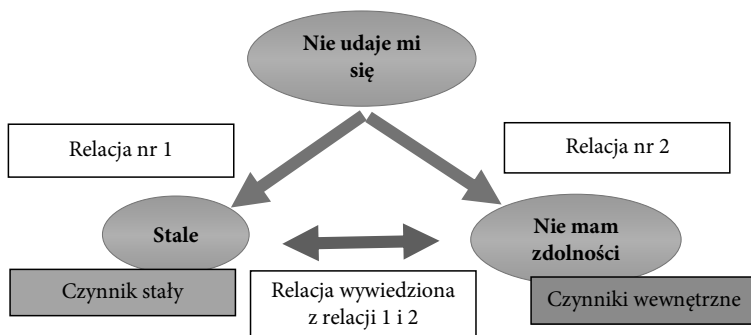 Nie udaje mi
się
Relacja nr 1
Relacja nr 2
Stale
Nie mam
zdolności
Czynnik stały
Relacja wywiedziona
z relacji 1 i 2
Czynniki wewnętrzne